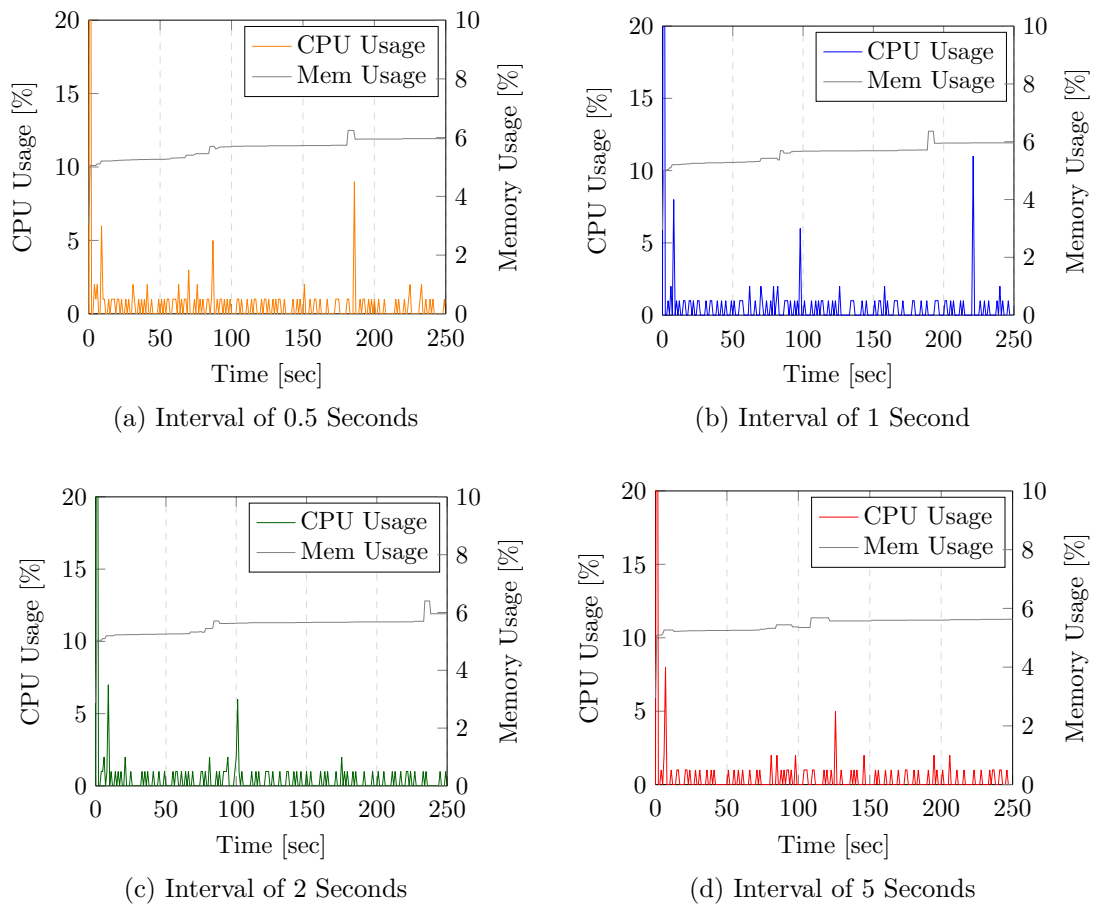 CPU Usage [%]
20
15
10
5
0
CPU Usage
Mem Usage
10
8
6
4
2
0
Memory Usage [%]
0 50 100 150 200 250
Time [sec]
(a) Interval of 0.5 Seconds
CPU Usage [%]
20
15
10
5
0
CPU Usage
Mem Usage
10
8
6
4
2
0
Memory Usage [%]
0 50 100 150 200 250
Time [sec]
(b) Interval of 1 Second
CPU Usage [%]
20
15
10
5
0
CPU Usage
Mem Usage
10
8
6
4
2
0
Memory Usage [%]
0 50 100 150 200 250
Time [sec]
(c) Interval of 2 Seconds
CPU Usage [%]
20
15
10
5
0
CPU Usage
Mem Usage
10
8
6
4
2
0
Memory Usage [%]
0 50 100 150 200 250
Time [sec]
(d) Interval of 5 Seconds